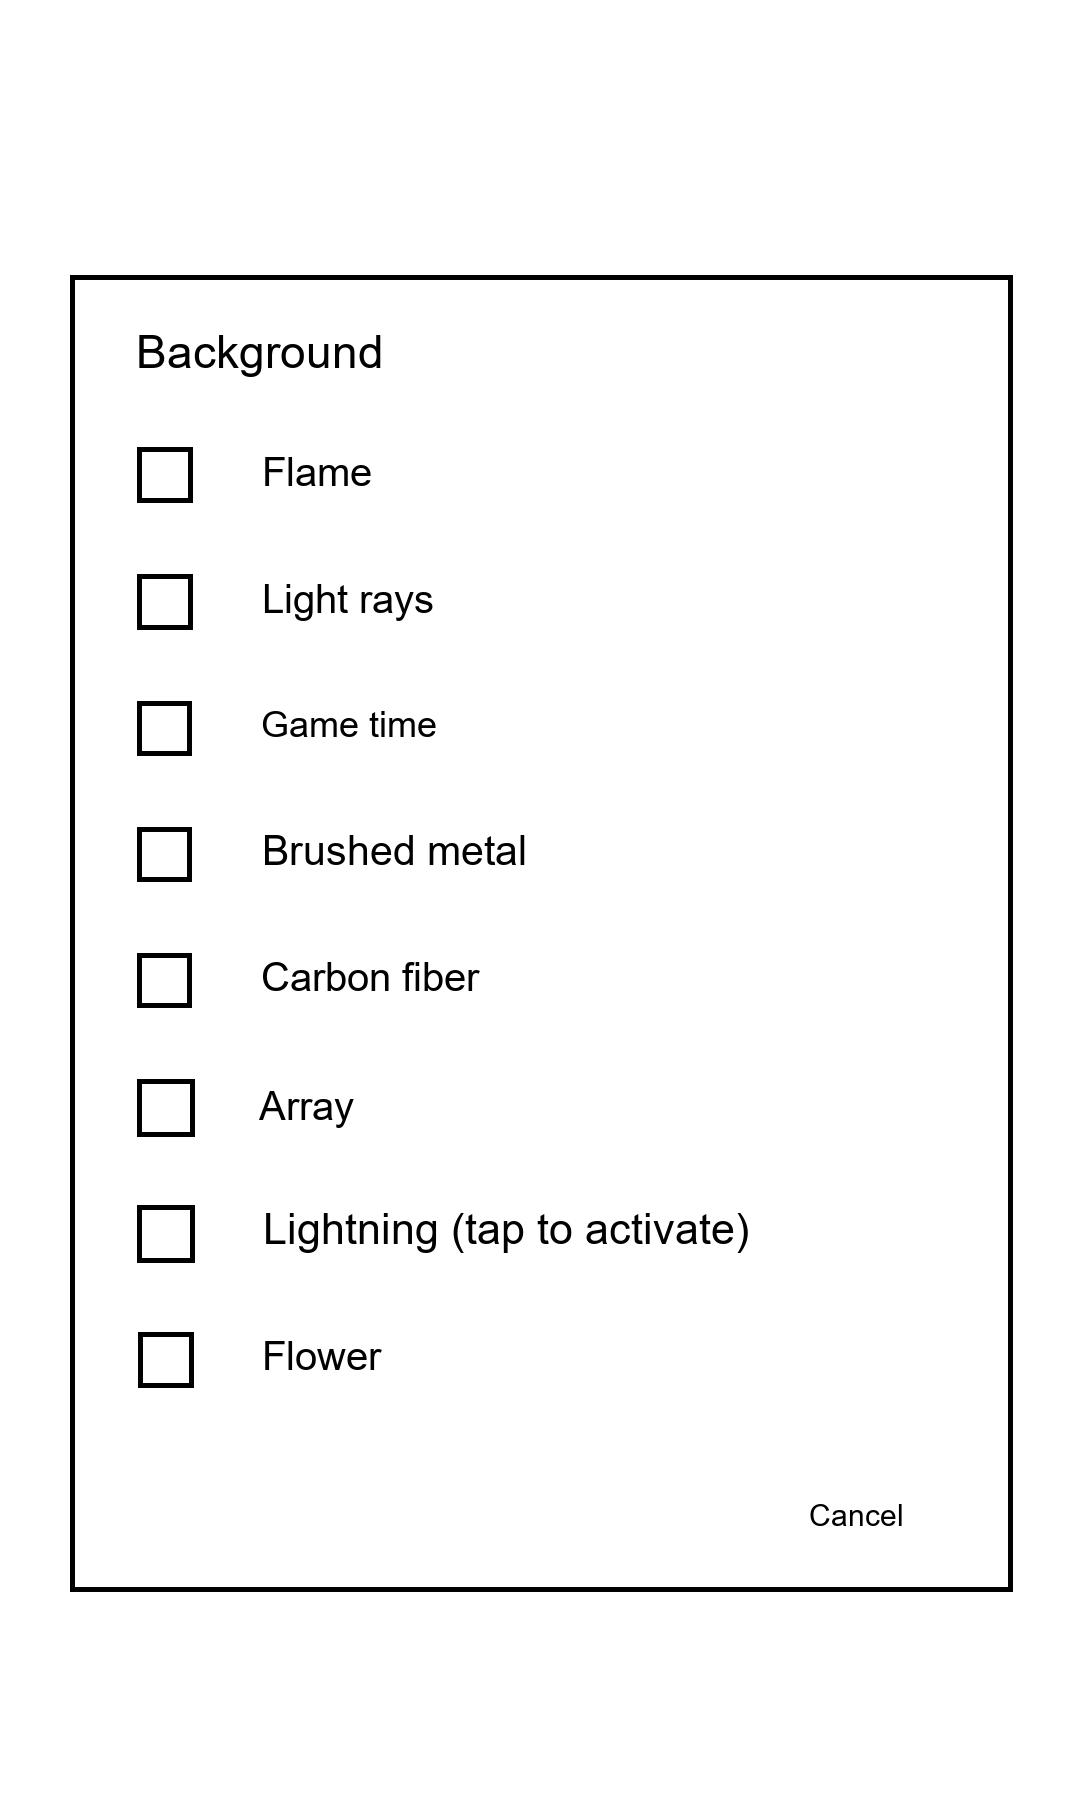 Background
Flame
Light rays
Game time
Brushed metal
Carbon fiber
Array
Lightning (tap to activate)
Flower
Cancel